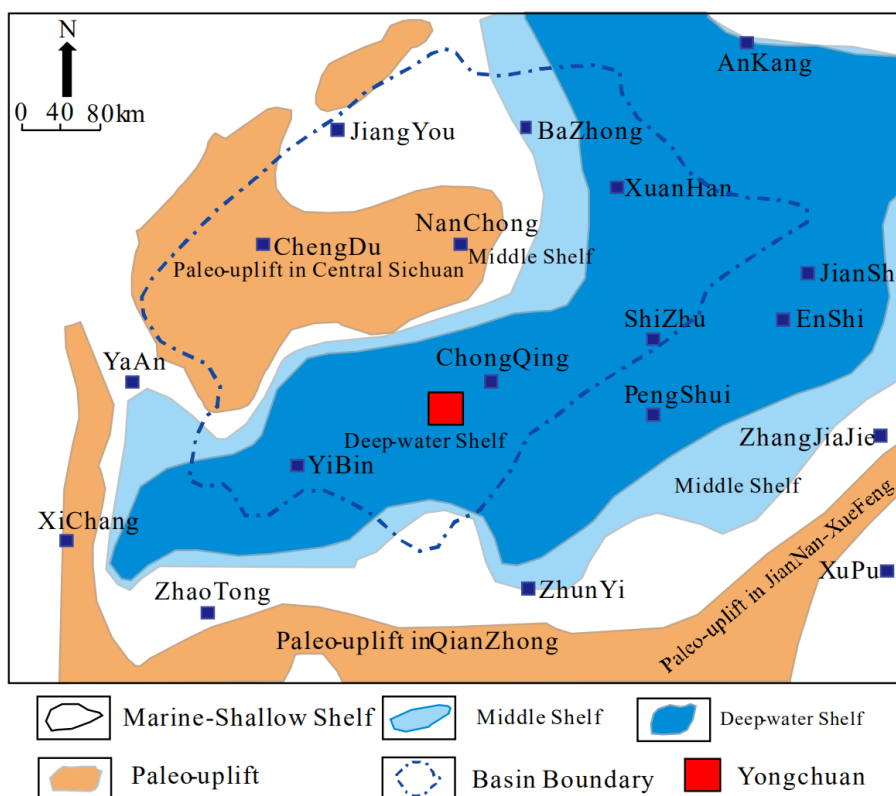 N
0 40 80km
AnKang
JiangYou
BaZhong
XuanHan
NanChong
ChengDu
Middle Shelf
Paleo-uplift in Central Sichuan
JianSh
EnShi
ShiZhu
YaAn
ChongQing
PengShui
Deep-water Shelf
ZhangJiaJie
YiBin
Middle Shelf
XiChang
Paleo-uplift in JianNan-XueFeng
XuPu
ZhaoTong
ZhunYi
Paleo-uplift inQianZhong
Marine-Shallow Shelf
Middle Shelf
Deep-water Shelf
Paleo-uplift
Basin Boundary
Yongchuan